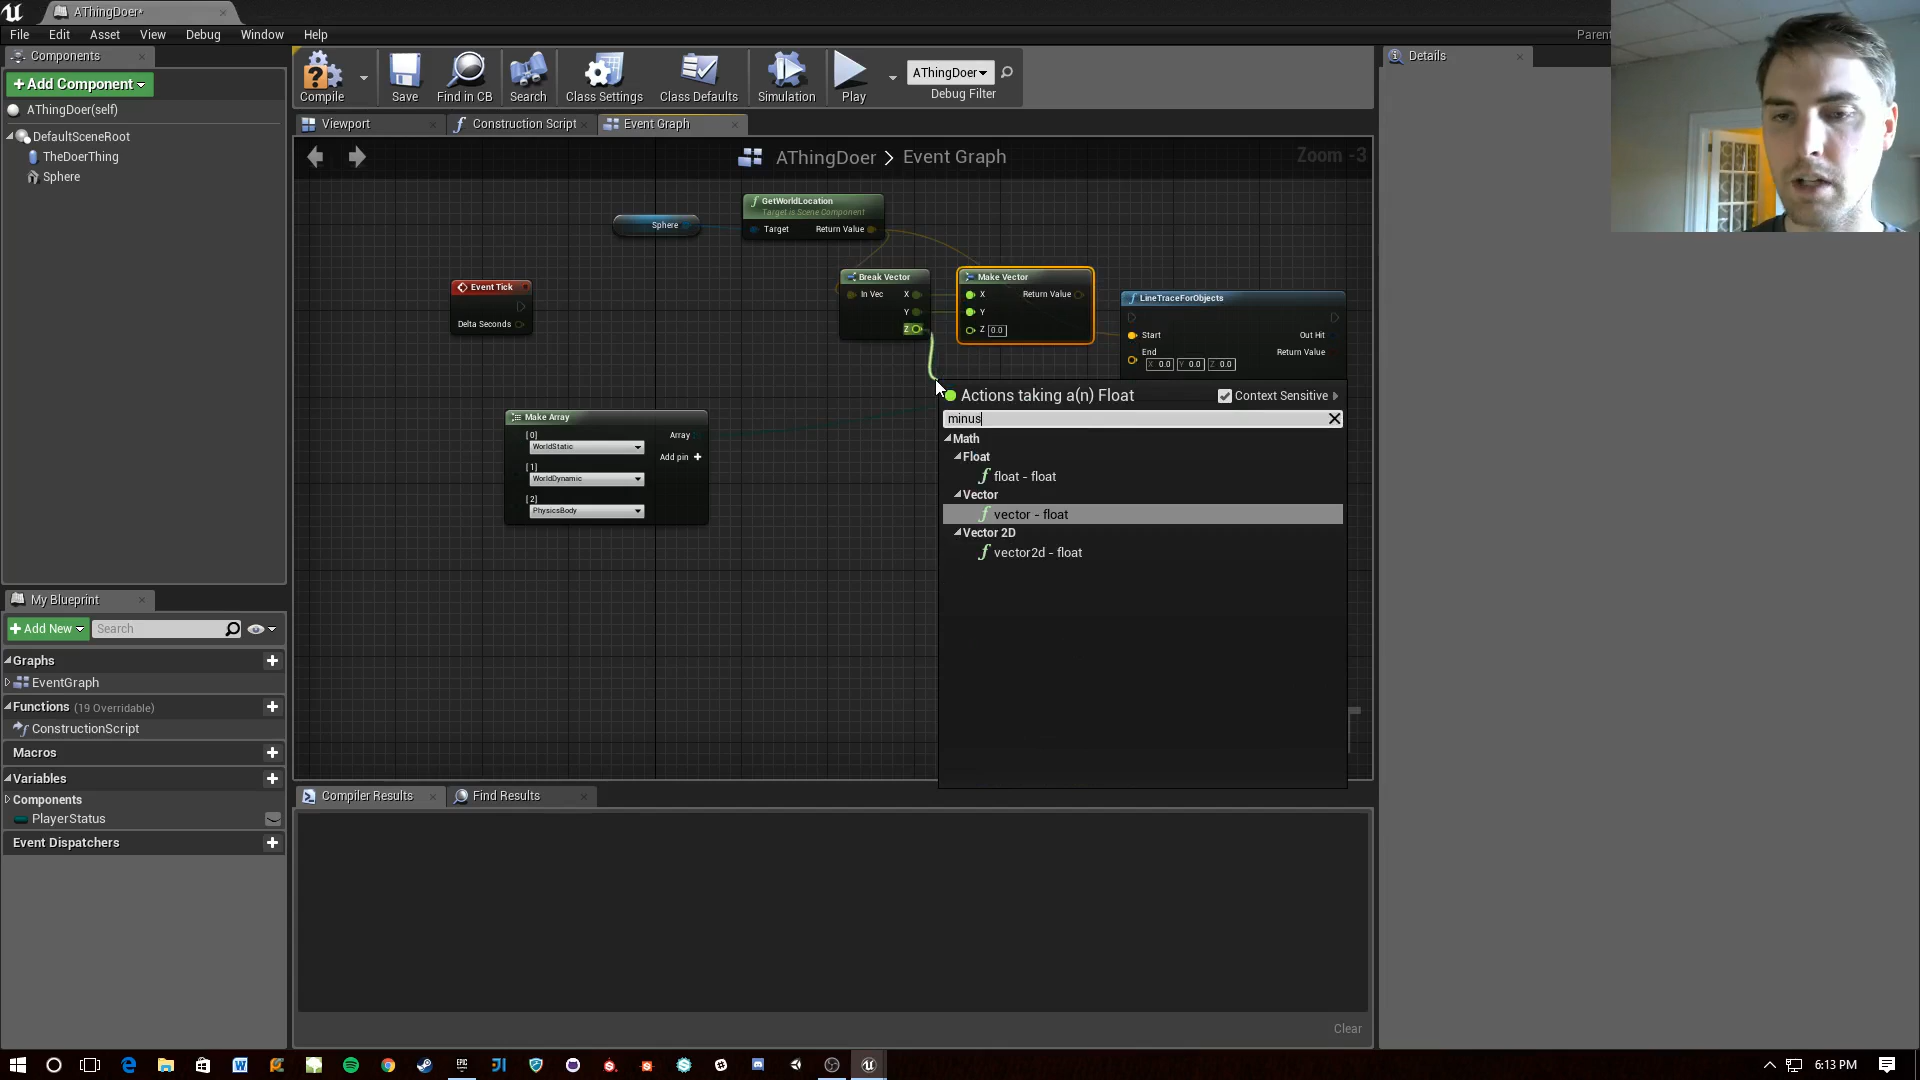 AThingDoer*
File Edit Asset View Debug Window Help
Parent
Components
+Add Component
AThingDoer(self)
DefaultSceneRoot
TheDoerThing
Sphere
Compile
Save
Find in CB
Search
Class Settings
Class Defaults
Simulation
Play
AThingDoer
Debug Filter
Details
Viewport
Construction Script
Event Graph
AThingDoer > Event Graph
Zoom -3
Sphere
GetWorldLocation
Target is Scene Component
Target Return Value
Event Tick
Delta Seconds
Break Vector
In Vec X
Y
Z
Make Vector
X Return Value
Y
Z 0.0
LineTraceForObjects
Start Out Hit
End Return Value
X 0.0 Y 0.0 Z 0.0
Make Array
[0] Array
WorldStatic
Add pin +
[1]
WorldDynamic
[2]
PhysicsBody
Actions taking a(n) Float
Context Sensitive
minus
Math
Float
float - float
Vector
vector - float
Vector 2D
vector2d - float
My Blueprint
+Add New
Search
Graphs
EventGraph
Functions (19 Overridable)
ConstructionScript
Macros
Variables
Components
PlayerStatus
Event Dispatchers
Compiler Results
Find Results
Clear
6:13 PM